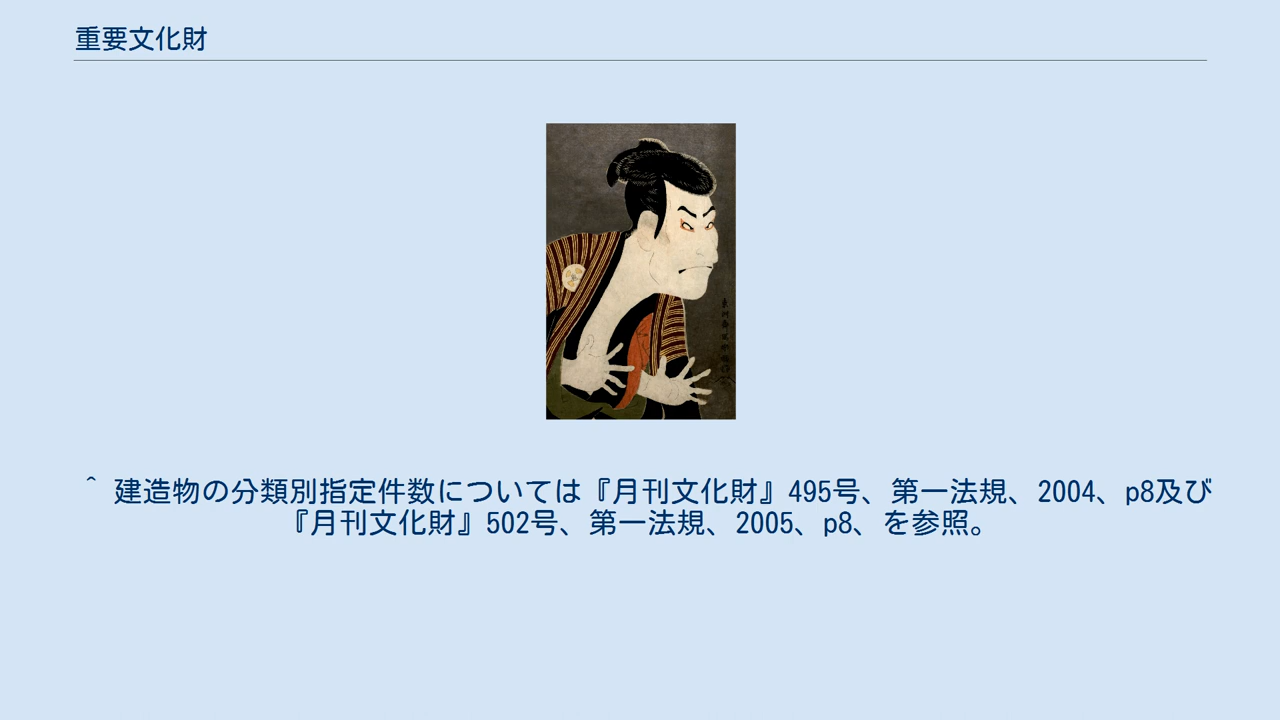 重要文化財
^ 建造物の分類別指定件数については『月刊文化財』495号、第一法規、2004、p8及び
『月刊文化財』502号、第一法規、2005、p8、を参照。